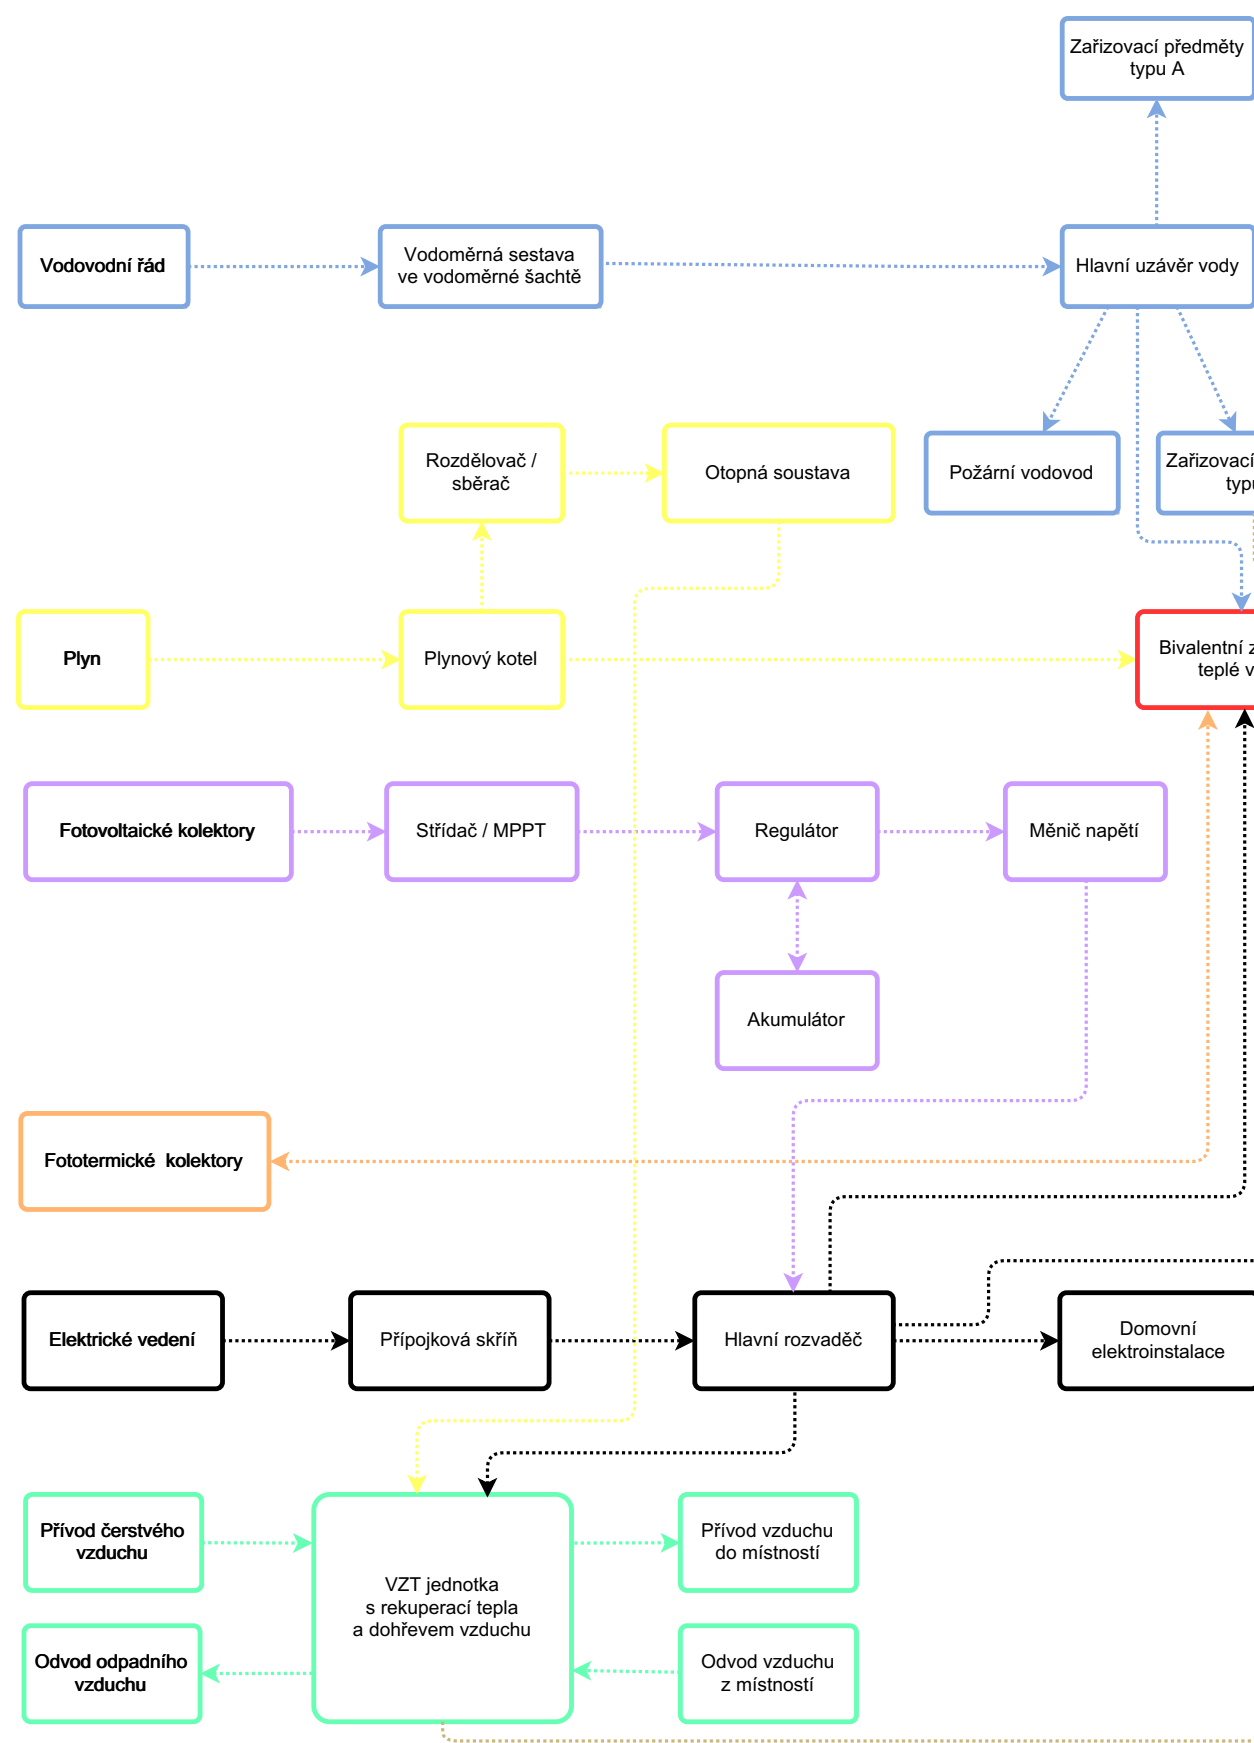 Zařizovací předměty
typu A
Vodovodní řád
Vodoměrná sestava
ve vodoměrné šachtě
Hlavní uzávěr vody
Rozdělovač /
sběrač
Otopná soustava
Požární vodovod
Zařizovací
Plyn
Plynový kotel
Bivalentní
teplé
Fotovoltaické kolektory
Střídač / MPPT
Regulátor
Měnič napětí
Akumulátor
Fototermické kolektory
Elektrické vedení
Přípojková skříň
Hlavní rozvaděč
Domovní
elektroinstalace
Přívod čerstvého
vzduchu
VZT jednotka
s rekuperací tepla
a dohřevem vzduchu
Přívod vzduchu
do místností
Odvod odpadního
vzduchu
Odvod vzduchu
z místností